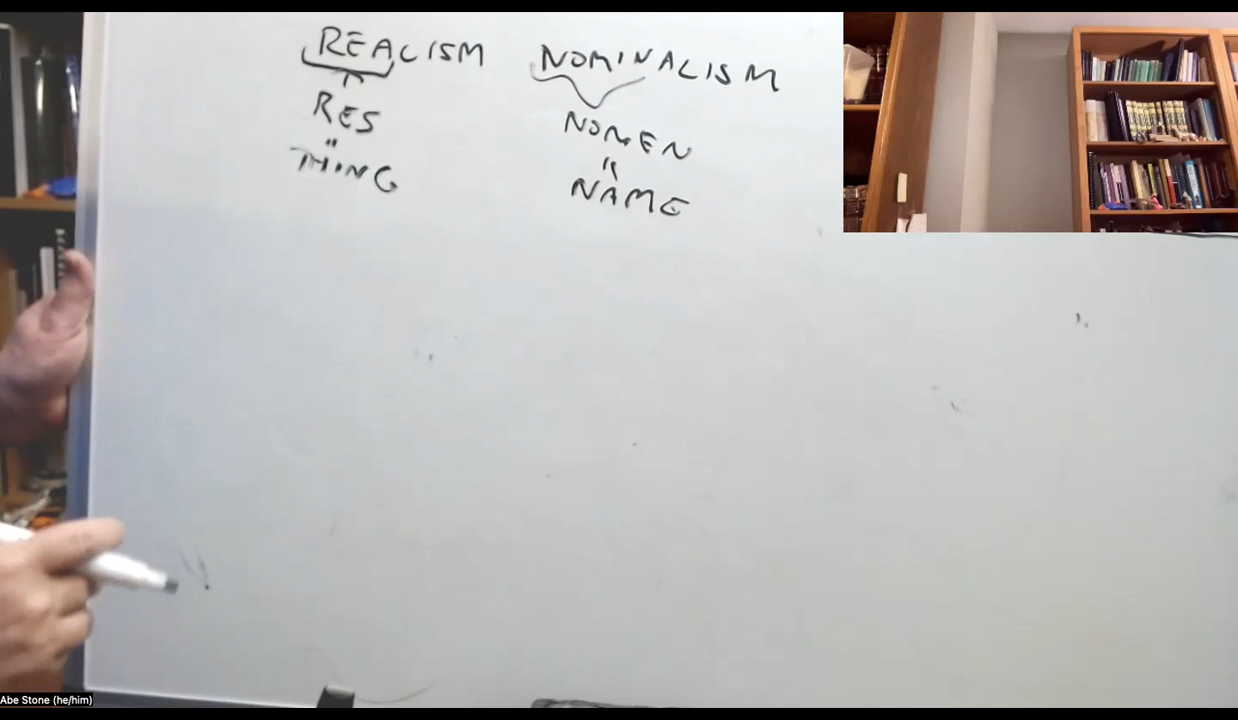 REALISM NOMINALISM
RES NOMEN
"
THING NAME
"
Abe Stone (he/him)